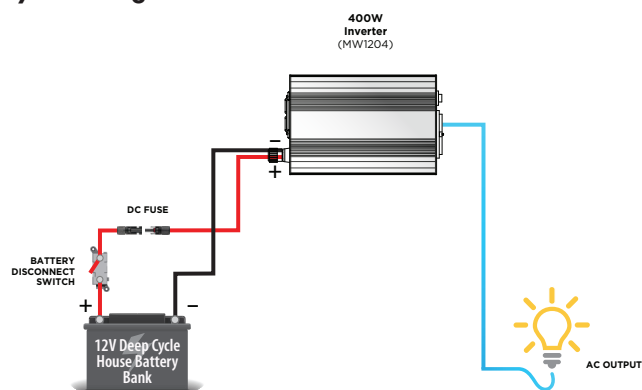 400W
Inverter
(MW1204)
−
+
DC FUSE
BATTERY
DISCONNECT
SWITCH
+
−
12V Deep Cycle
House Battery
Bank
AC OUTPUT